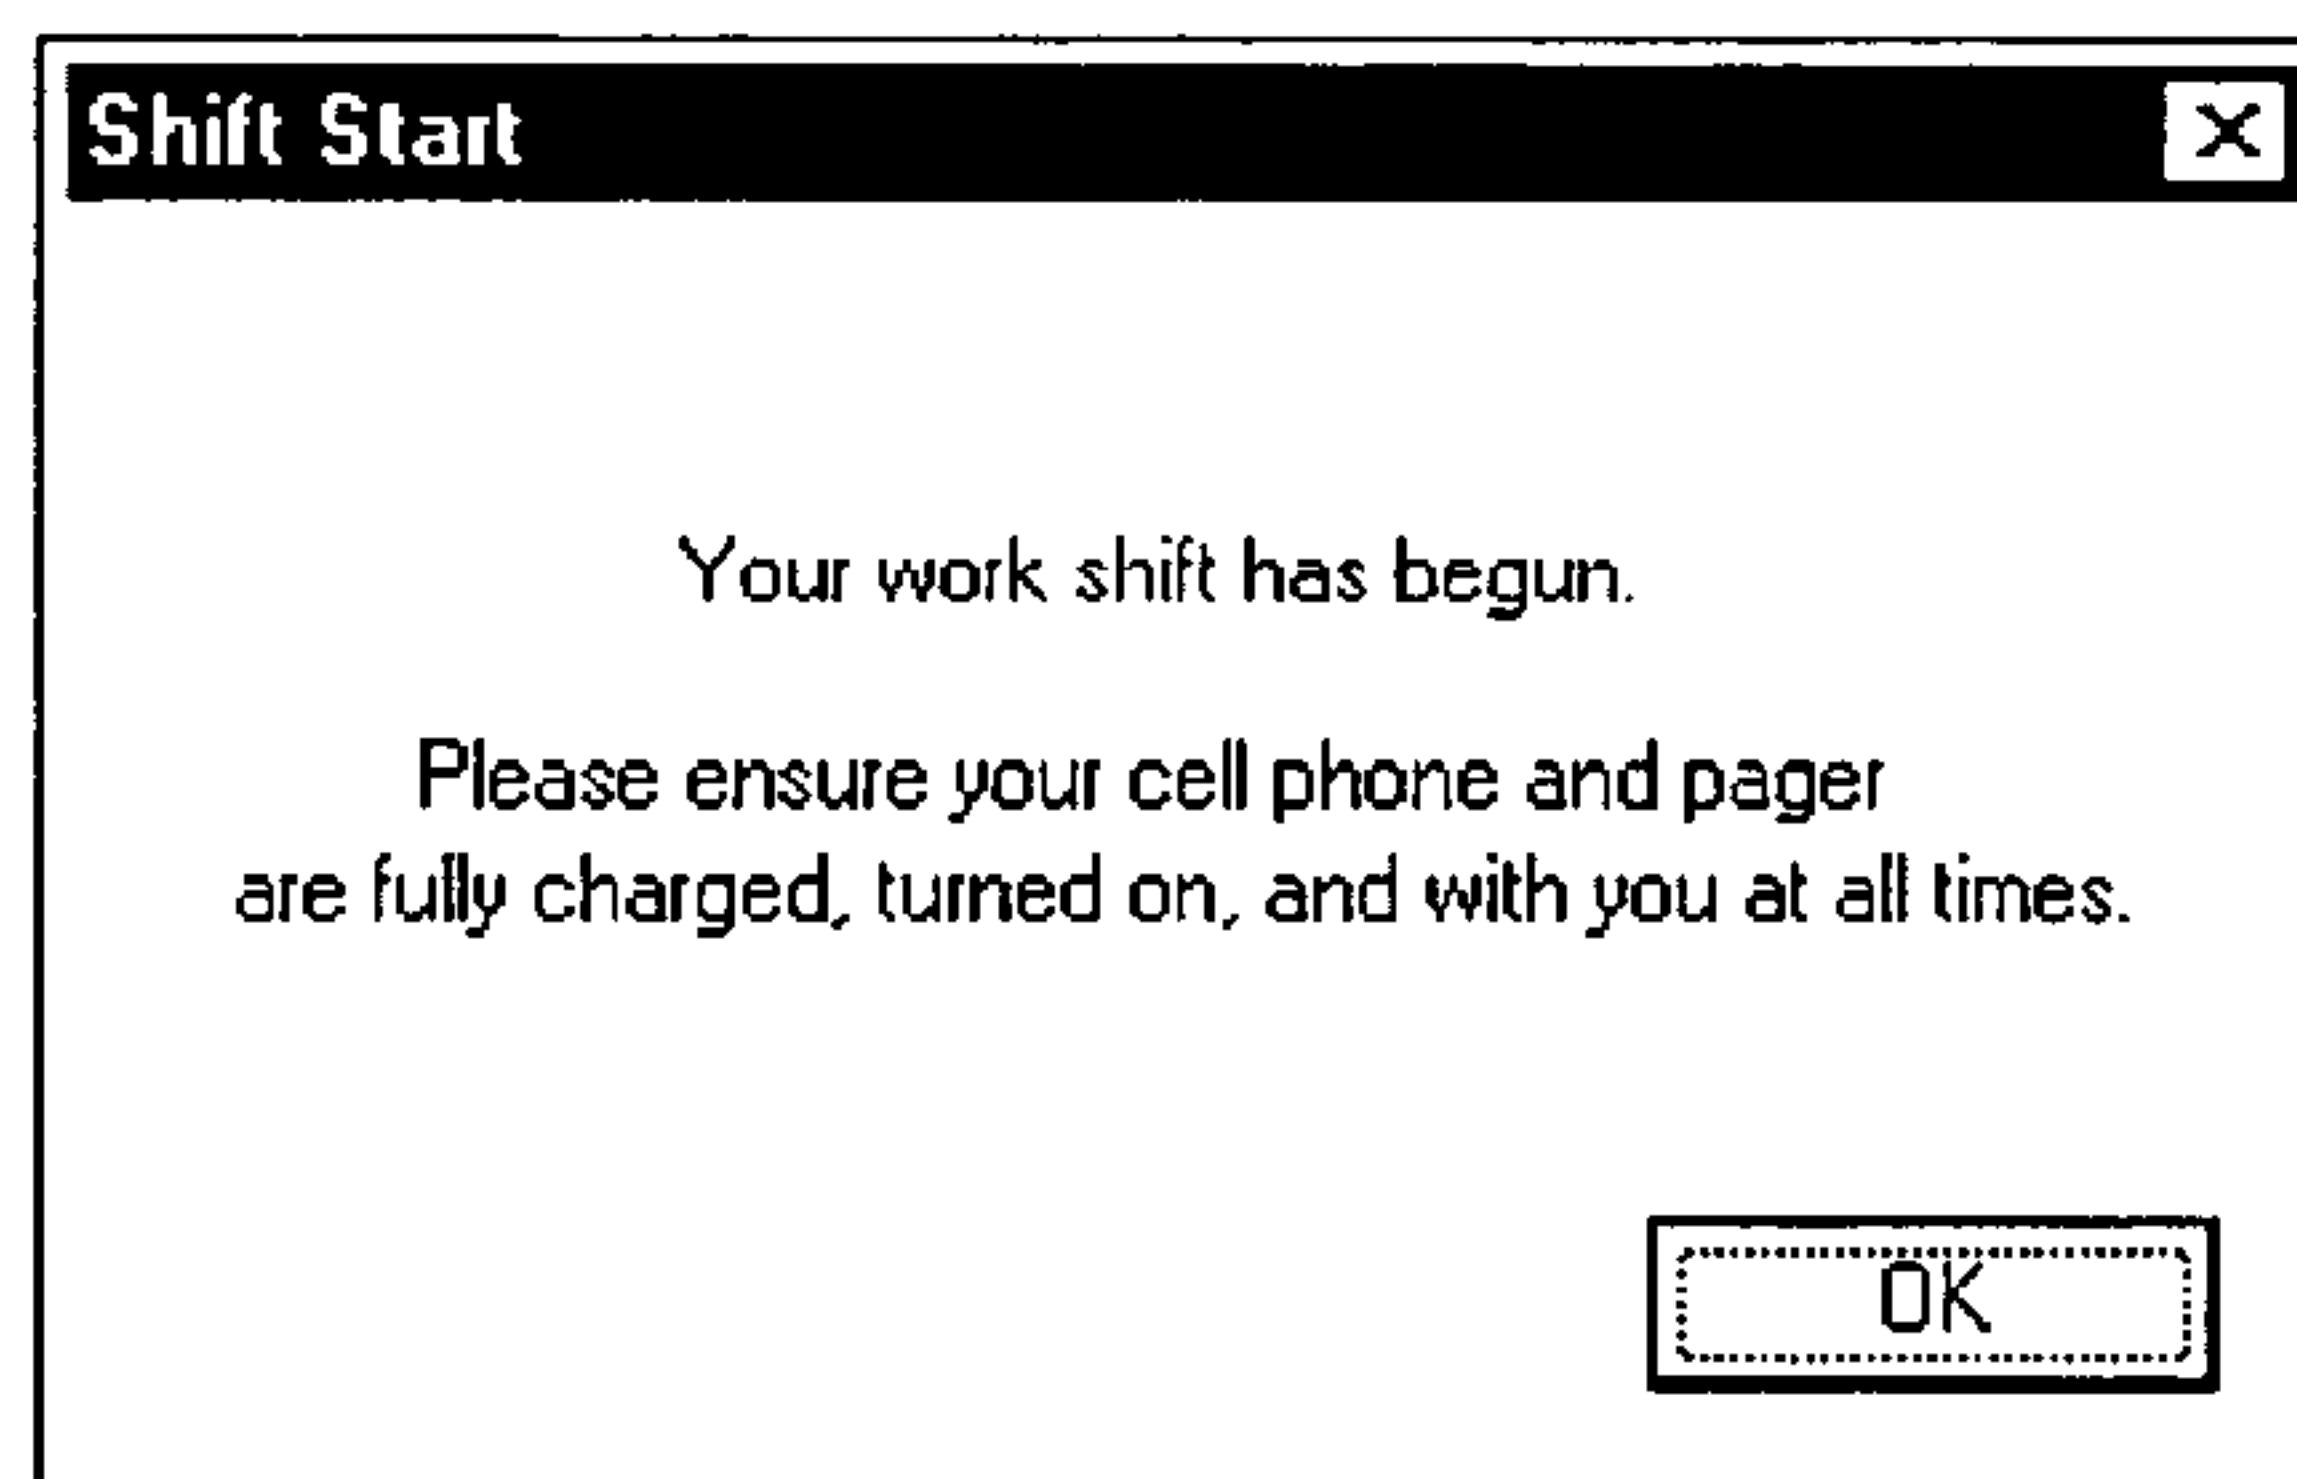 Shift Start
Your work shift has begun.
Please ensure your cell phone and pager
are fully charged, turned on, and with you at all times.
OK